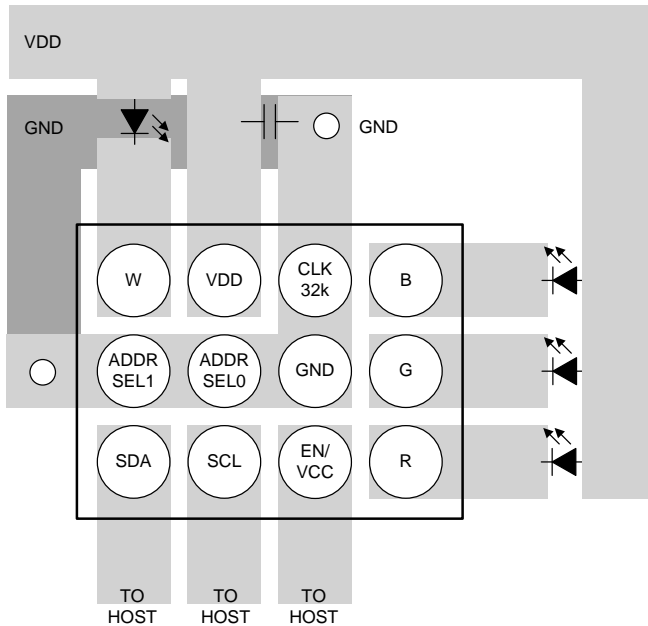 VDD
GND
GND
W
VDD
CLK
32k
B
ADDR
SEL1
ADDR
SEL0
GND
G
SDA
SCL
EN/
VCC
R
TO
HOST
TO
HOST
TO
HOST